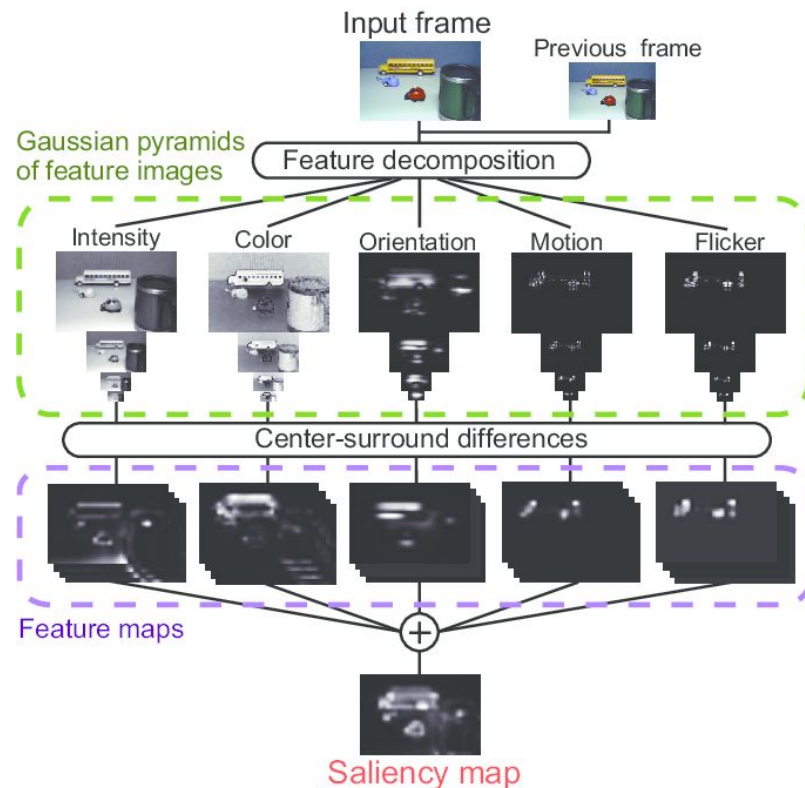 Input frame
Previous frame
Gaussian pyramids
of feature images
Feature decomposition
Intensity
Color
Orientation
Motion
Flicker
Center-surround differences
Feature maps
+
Saliency map